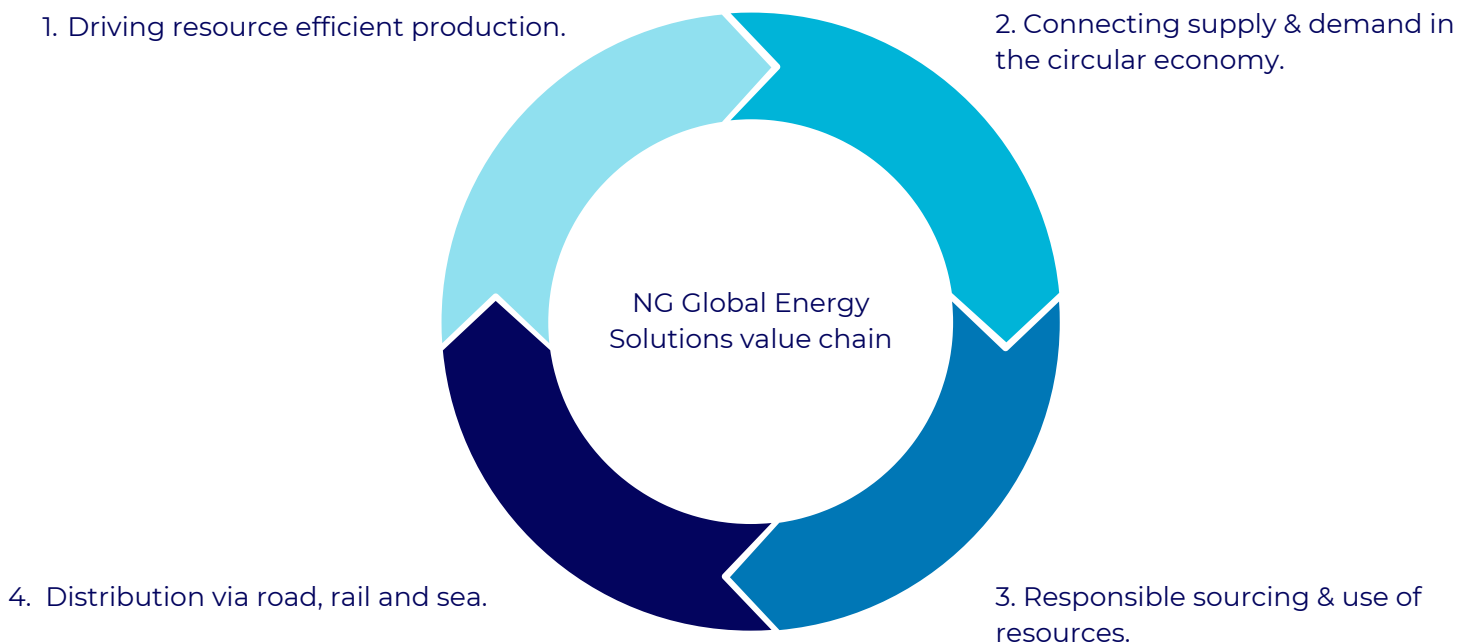 1. Driving resource efficient production.
2. Connecting supply & demand in
the circular economy.
NG Global Energy
Solutions value chain
4. Distribution via road, rail and sea.
3. Responsible sourcing & use of
resources.